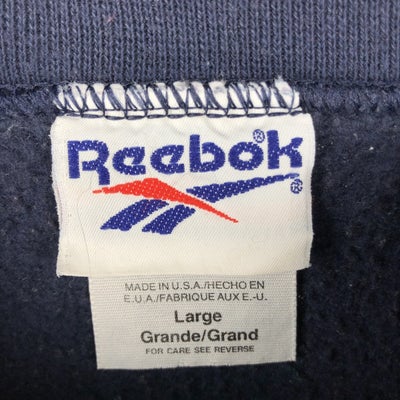 Reebok®
®
MADE IN U.S.A./HECHO EN
E.U.A./FABRIQUE AUX E.-U.
Large
Grande/Grand
FOR CARE SEE REVERSE